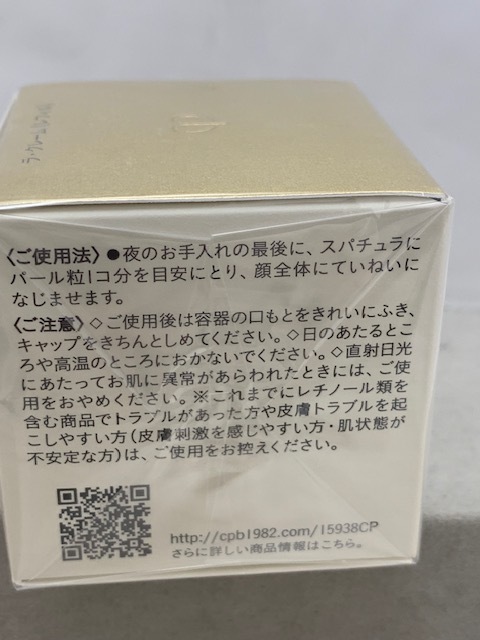 ラ・クレーム
〈ご使用法〉●夜のお手入れの最後に、スパチュラに
パール粒1コ分を目安にとり、顔全体にていねいに
なじませます。
〈ご注意〉◇ご使用後は容器の口もとをきれいにふき、
キャップをきちんとしめてください。◇日のあたるとこ
ろや高温のところにおかないでください。◇直射日光
にあたってお肌に異常があらわれたときには、ご使
用をおやめください。※これまでにレチノール類を
含む商品でトラブルがあった方や皮膚トラブルを起
こしやすい方(皮膚刺激を感じやすい方・肌状態が
不安定な方)は、ご使用をお控えください。
http://cpb1982.com/15938CP
さらに詳しい商品情報はこちら。